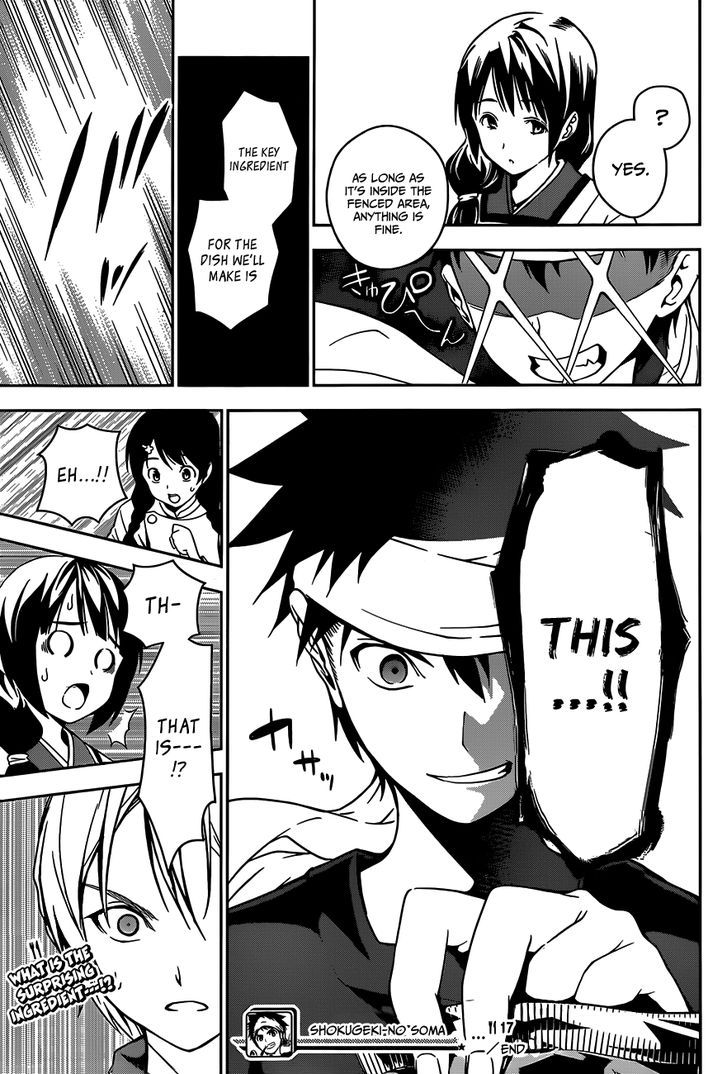 ?
YES.
AS LONG AS
IT'S INSIDE THE
FENCED AREA,
ANYTHING IS
FINE.
きゅぴ〜ん
THE KEY
INGREDIENT
FOR THE
DISH WE'LL
MAKE IS
THIS
...!!
ガサッ
EH...!!
TH-
THAT
IS---
!?
WHAT IS THE
SURPRISING
INGREDIENT...!?
SHOKUGEKI-NO SOMA
... 17
/ END